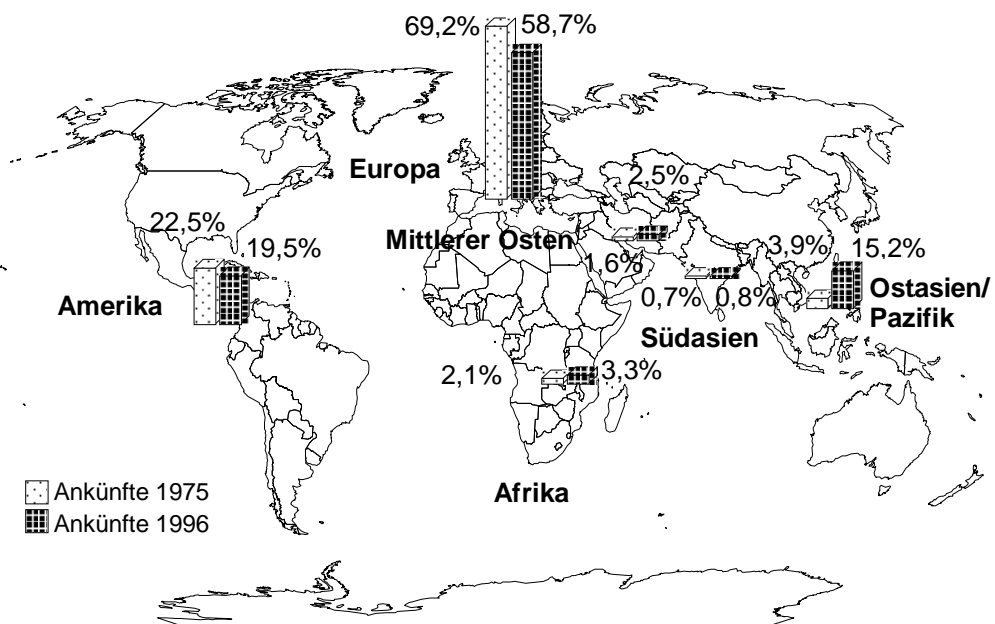 69,2% 58,7%
Europa
2,5%
22,5%
19,5%
Mittlerer Osten
1,6%
3,9% 15,2%
0,7% 0,8%
Ostasien/
Pazifik
Amerika
Südasien
2,1% 3,3%
Afrika
Ankünfte 1975
Ankünfte 1996